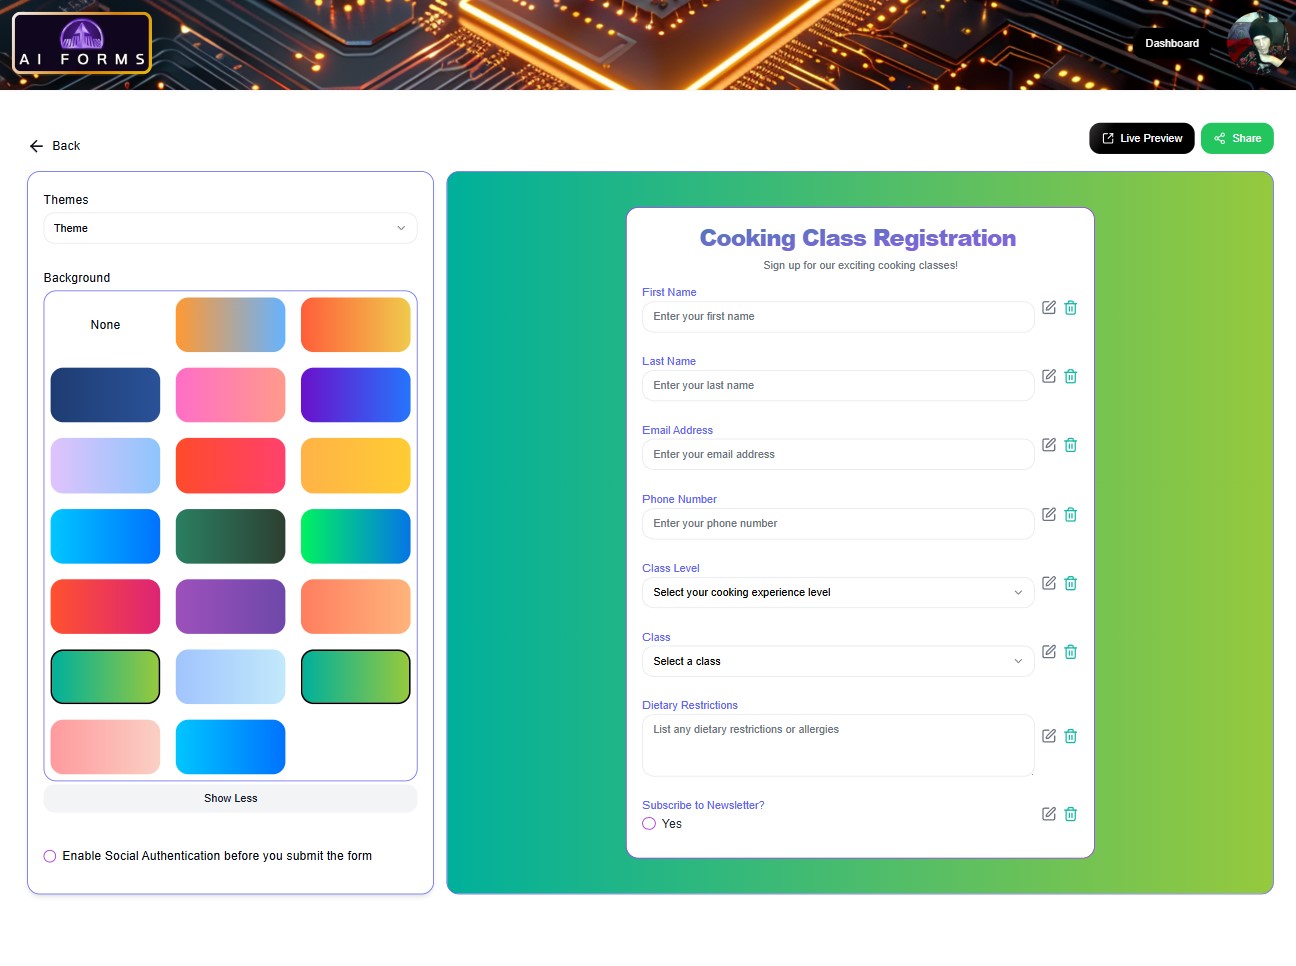 AI FORMS
Dashboard
Back
Live Preview
Share
Themes
Theme
Background
None
Show Less
Enable Social Authentication before you submit the form
Cooking Class Registration
Sign up for our exciting cooking classes!
First Name
Enter your first name
Last Name
Enter your last name
Email Address
Enter your email address
Phone Number
Enter your phone number
Class Level
Select your cooking experience level
Class
Select a class
Dietary Restrictions
List any dietary restrictions or allergies
Subscribe to Newsletter?
Yes